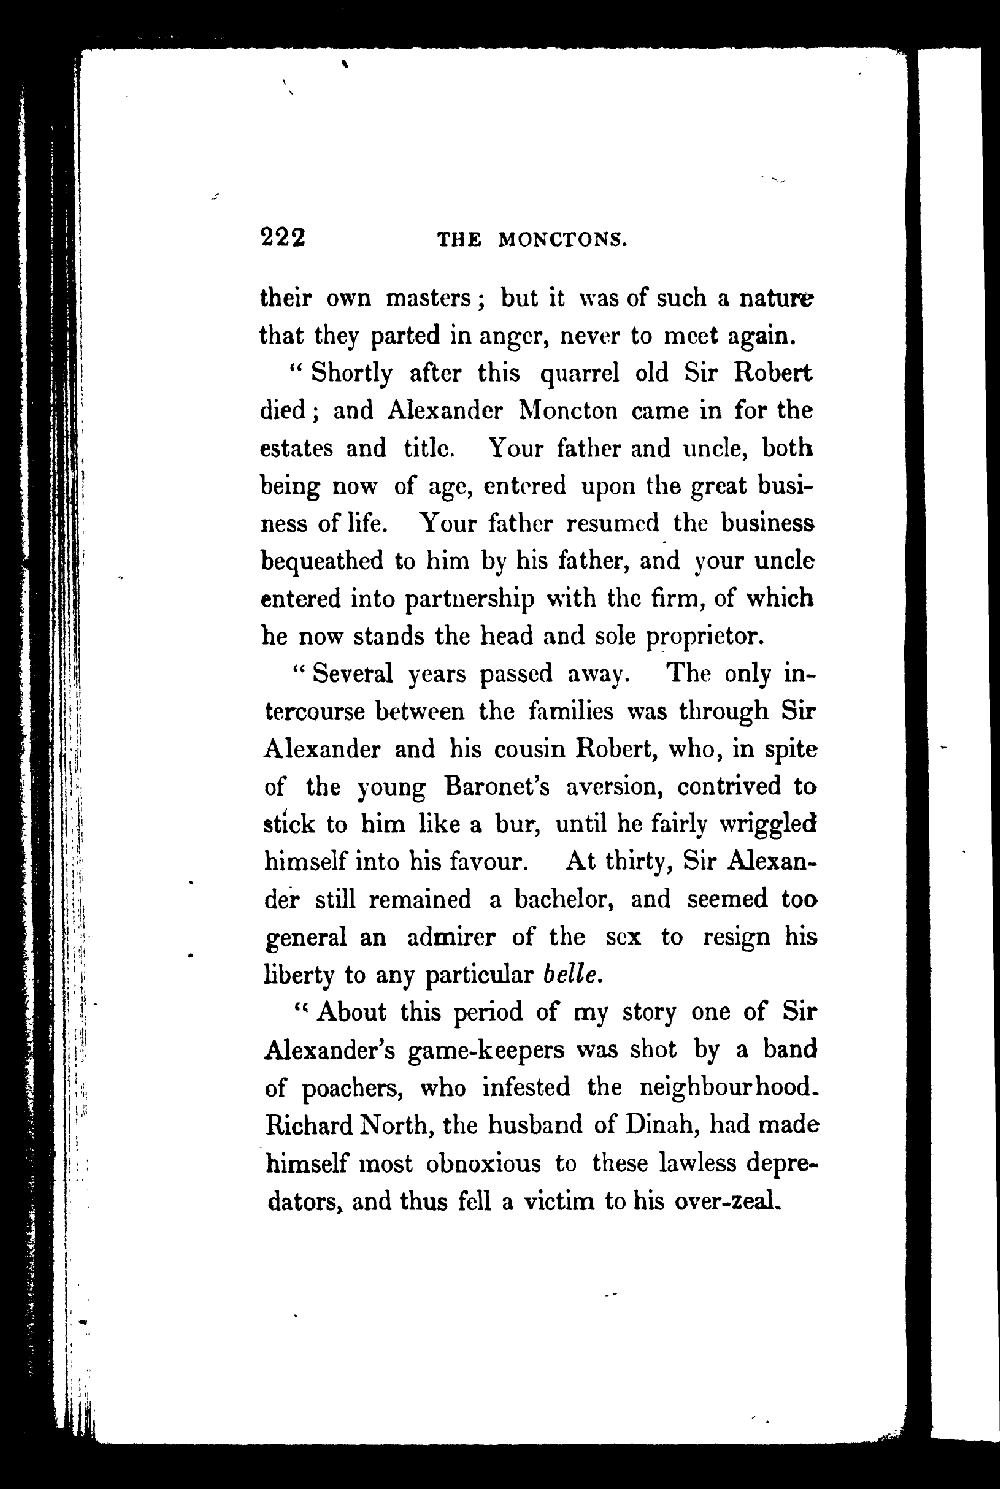 222 THE MONCTONS.
their own masters; but it was of such a nature
that they parted in anger, never to meet again.
“Shortly after this quarrel old Sir Robert
died; and Alexander Moncton came in for the
estates and title. Your father and uncle, both
being now of age, entered upon the great busi-
ness of life. Your father resumed the business
bequeathed to him by his father, and your uncle
entered into partnership with the firm, of which
he now stands the head and sole proprietor.
“Several years passed away. The only in-
tercourse between the families was through Sir
Alexander and his cousin Robert, who, in spite
of the young Baronet’s aversion, contrived to
stick to him like a bur, until he fairly wriggled
himself into his favour. At thirty, Sir Alexan-
der still remained a bachelor, and seemed too
general an admirer of the sex to resign his
liberty to any particular belle.
“About this period of my story one of Sir
Alexander’s game-keepers was shot by a band
of poachers, who infested the neighbourhood.
Richard North, the husband of Dinah, had made
himself most obnoxious to these lawless depre-
dators, and thus fell a victim to his over-zeal.